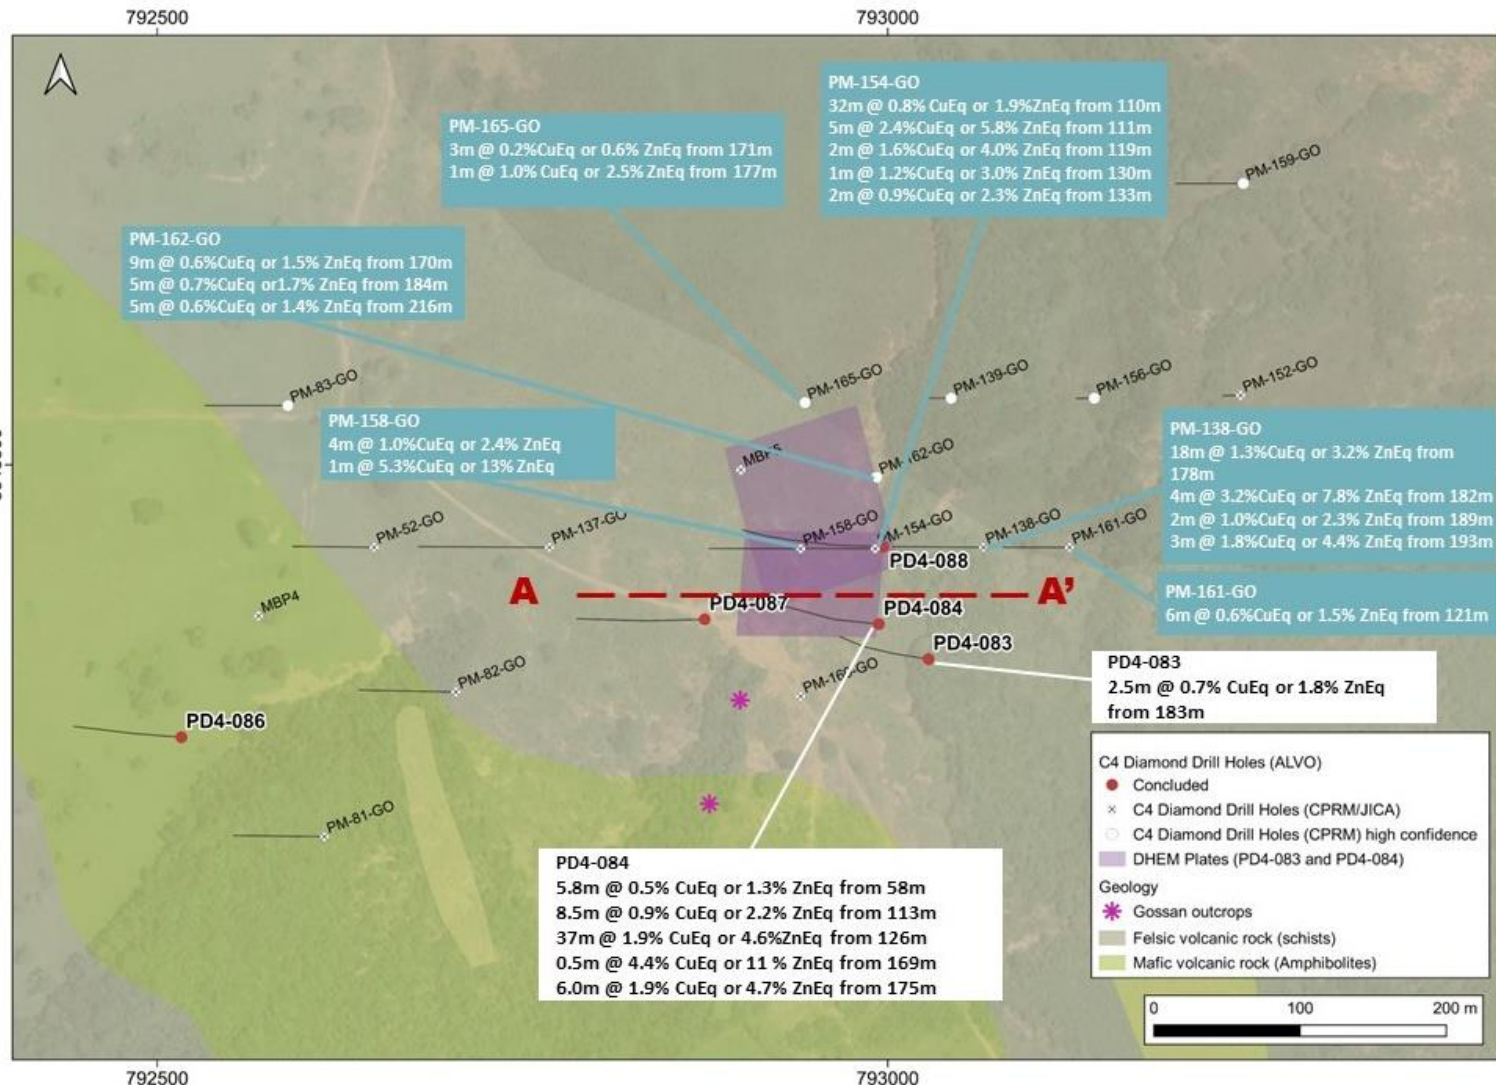 792500
793000
PM-154-GO
32m @ 0.8% CuEq or 1.9%ZnEq from 110m
5m @ 2.4%CuEq or 5.8% ZnEq from 111m
2m @ 1.6%CuEq or 4.0% ZnEq from 119m
1m @ 1.2%CuEq or 3.0% ZnEq from 130m
2m @ 0.9%CuEq or 2.3% ZnEq from 133m
PM-165-GO
3m @ 0.2%CuEq or 0.6% ZnEq from 171m
1m @ 1.0% CuEq or 2.5% ZnEq from 177m
PM-159-GO
PM-162-GO
9m @ 0.6%CuEq or 1.5% ZnEq from 170m
5m @ 0.7%CuEq or1.7% ZnEq from 184m
5m @ 0.6%CuEq or 1.4% ZnEq from 216m
PM-83-GO
PM-165-GO
PM-139-GO
PM-156-GO
PM-152-GO
PM-158-GO
4m @ 1.0%CuEq or 2.4% ZnEq
1m @ 5.3%CuEq or 13% ZnEq
PM-138-GO
18m @ 1.3%CuEq or 3.2% ZnEq from
178m
4m @ 3.2%CuEq or 7.8% ZnEq from 182m
2m @ 1.0%CuEq or 2.3% ZnEq from 189m
3m @ 1.8%CuEq or 4.4% ZnEq from 193m
PM-52-GO
PM-137-GO
PM-158-GO
PM-154-GO
PM-138-GO
PM-161-GO
PD4-088
PM-161-GO
6m @ 0.6%CuEq or 1.5% ZnEq from 121m
A
A’
MBP4
PD4-087
PD4-084
PD4-083
PD4-083
2.5m @ 0.7% CuEq or 1.8% ZnEq
from 183m
PM-82-GO
PD4-086
PM-81-GO
PD4-084
5.8m @ 0.5% CuEq or 1.3% ZnEq from 58m
8.5m @ 0.9% CuEq or 2.2% ZnEq from 113m
37m @ 1.9% CuEq or 4.6%ZnEq from 126m
0.5m @ 4.4% CuEq or 11 % ZnEq from 169m
6.0m @ 1.9% CuEq or 4.7% ZnEq from 175m
C4 Diamond Drill Holes (ALVO)
Concluded
C4 Diamond Drill Holes (CPRM/JICA)
C4 Diamond Drill Holes (CPRM) high confidence
DHEM Plates (PD4-083 and PD4-084)
Geology
Gossan outcrops
Felsic volcanic rock (schists)
Mafic volcanic rock (Amphibolites)
0
100
200 m
792500
793000